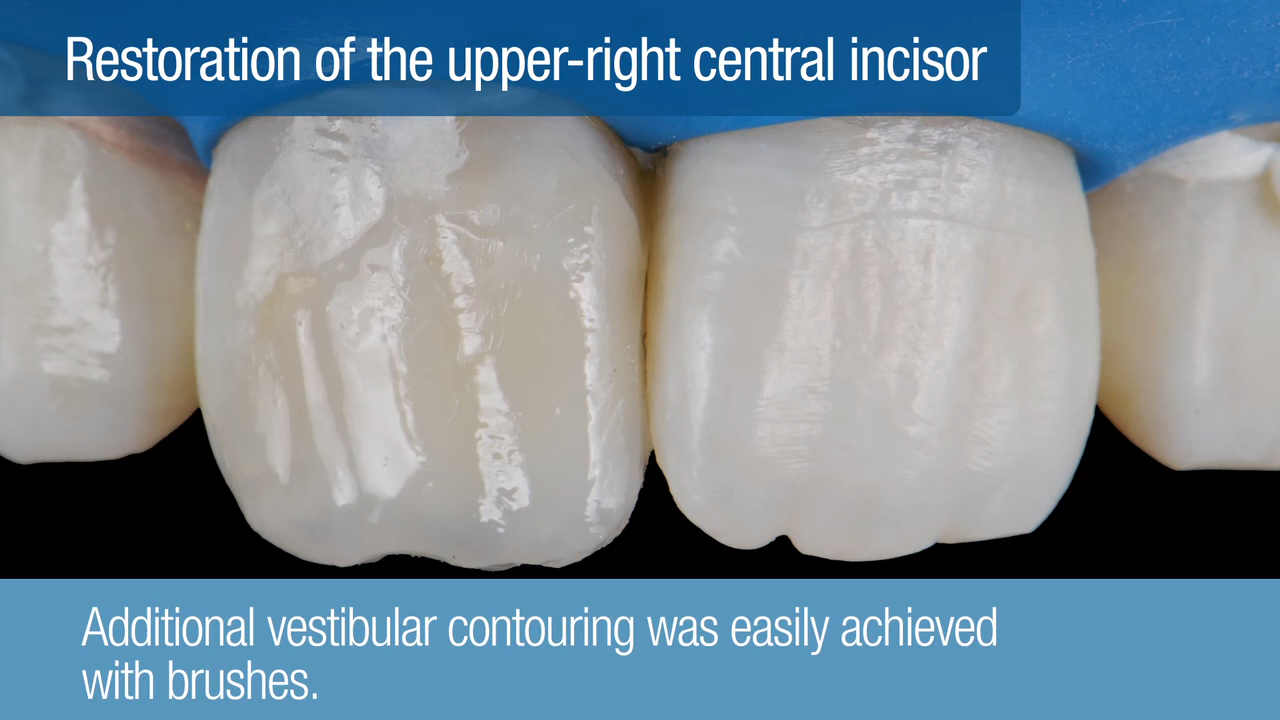 Restoration of the upper-right central incisor
Additional vestibular contouring was easily achieved
with brushes.